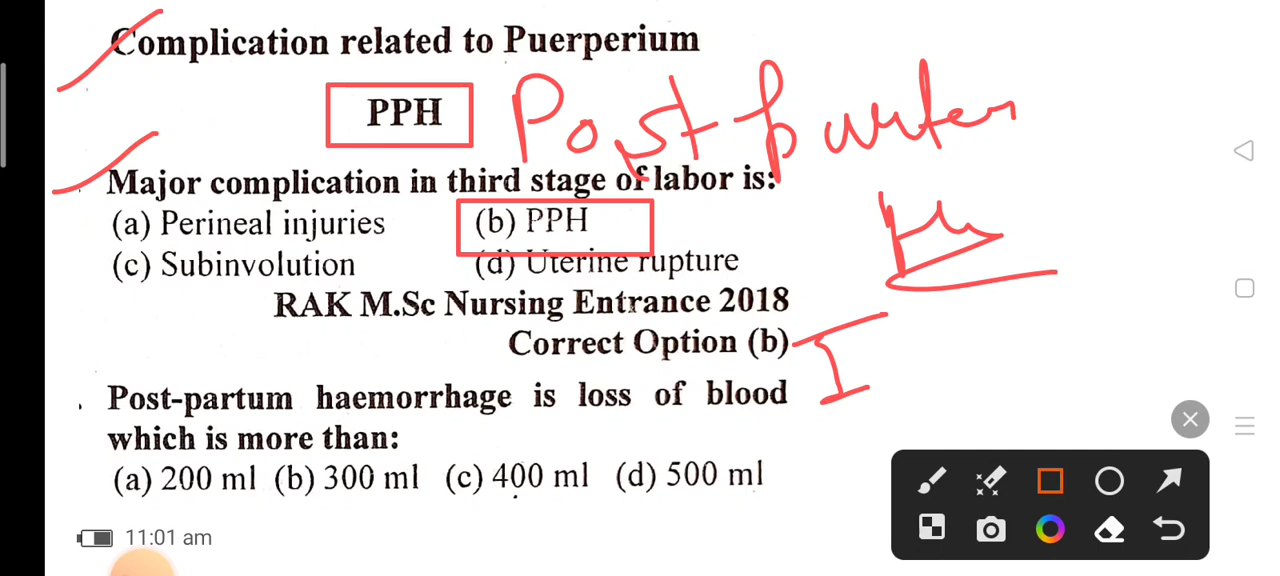 Complication related to Puerperium
PPH
Post parter
Major complication in third stage of labor is:
(a) Perineal injuries (b) PPH
(c) Subinvolution (d) Uterine rupture
RAK M.Sc Nursing Entrance 2018
Correct Option (b)
I
Post-partum haemorrhage is loss of blood
which is more than:
(a) 200 ml (b) 300 ml (c) 400 ml (d) 500 ml
11:01 am